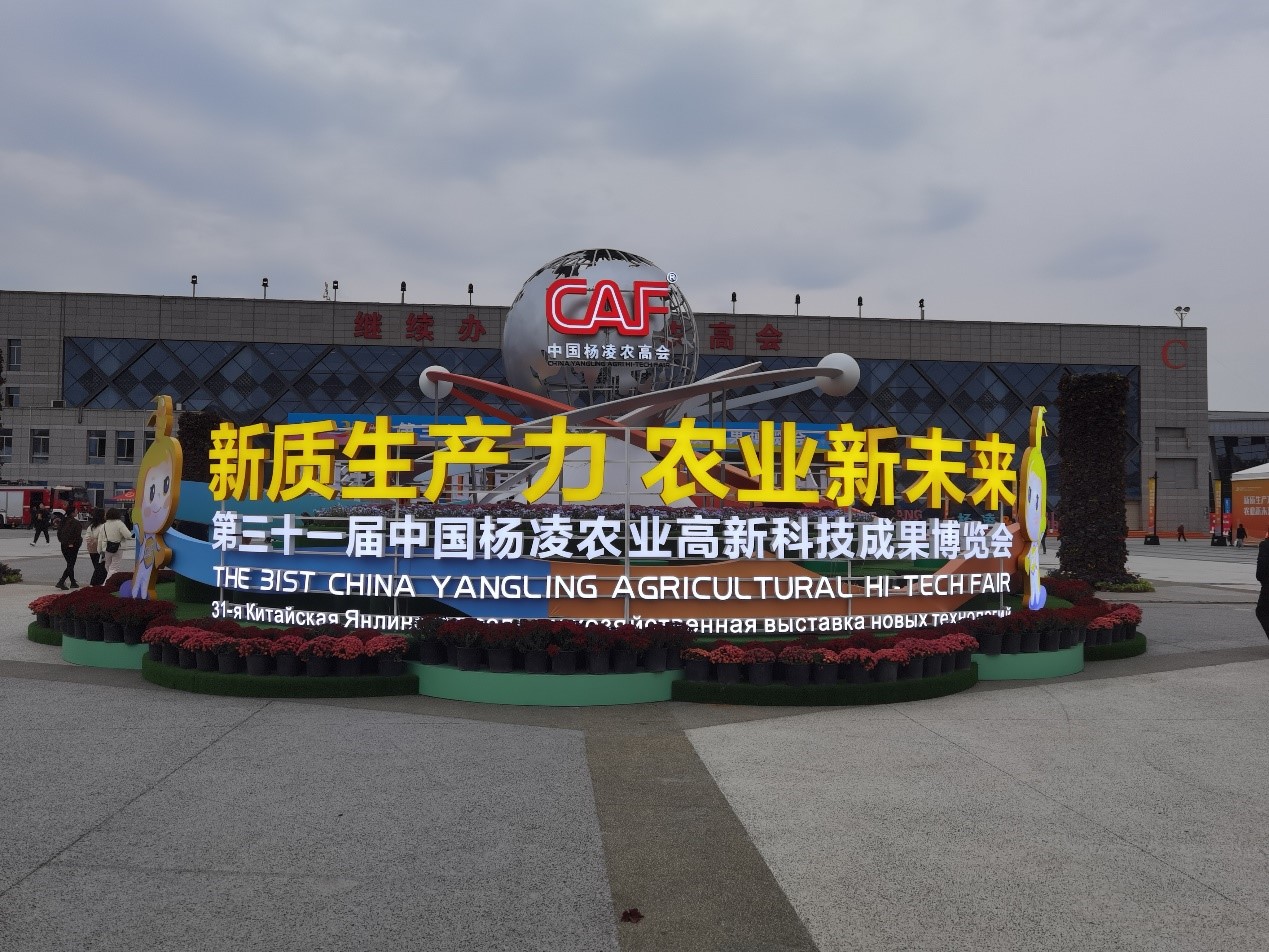 继续办 高会
C
CAF®
中国杨凌农高会
CHINA YANGLING AGRI HI-TECH FAIR
新质生产力 农业新未来
第三十一届中国杨凌农业高新科技成果博览会
THE 31ST CHINA YANGLING AGRICULTURAL HI-TECH FAIR
31-я Китайская Янлин хозяйственная выставка новых технологий